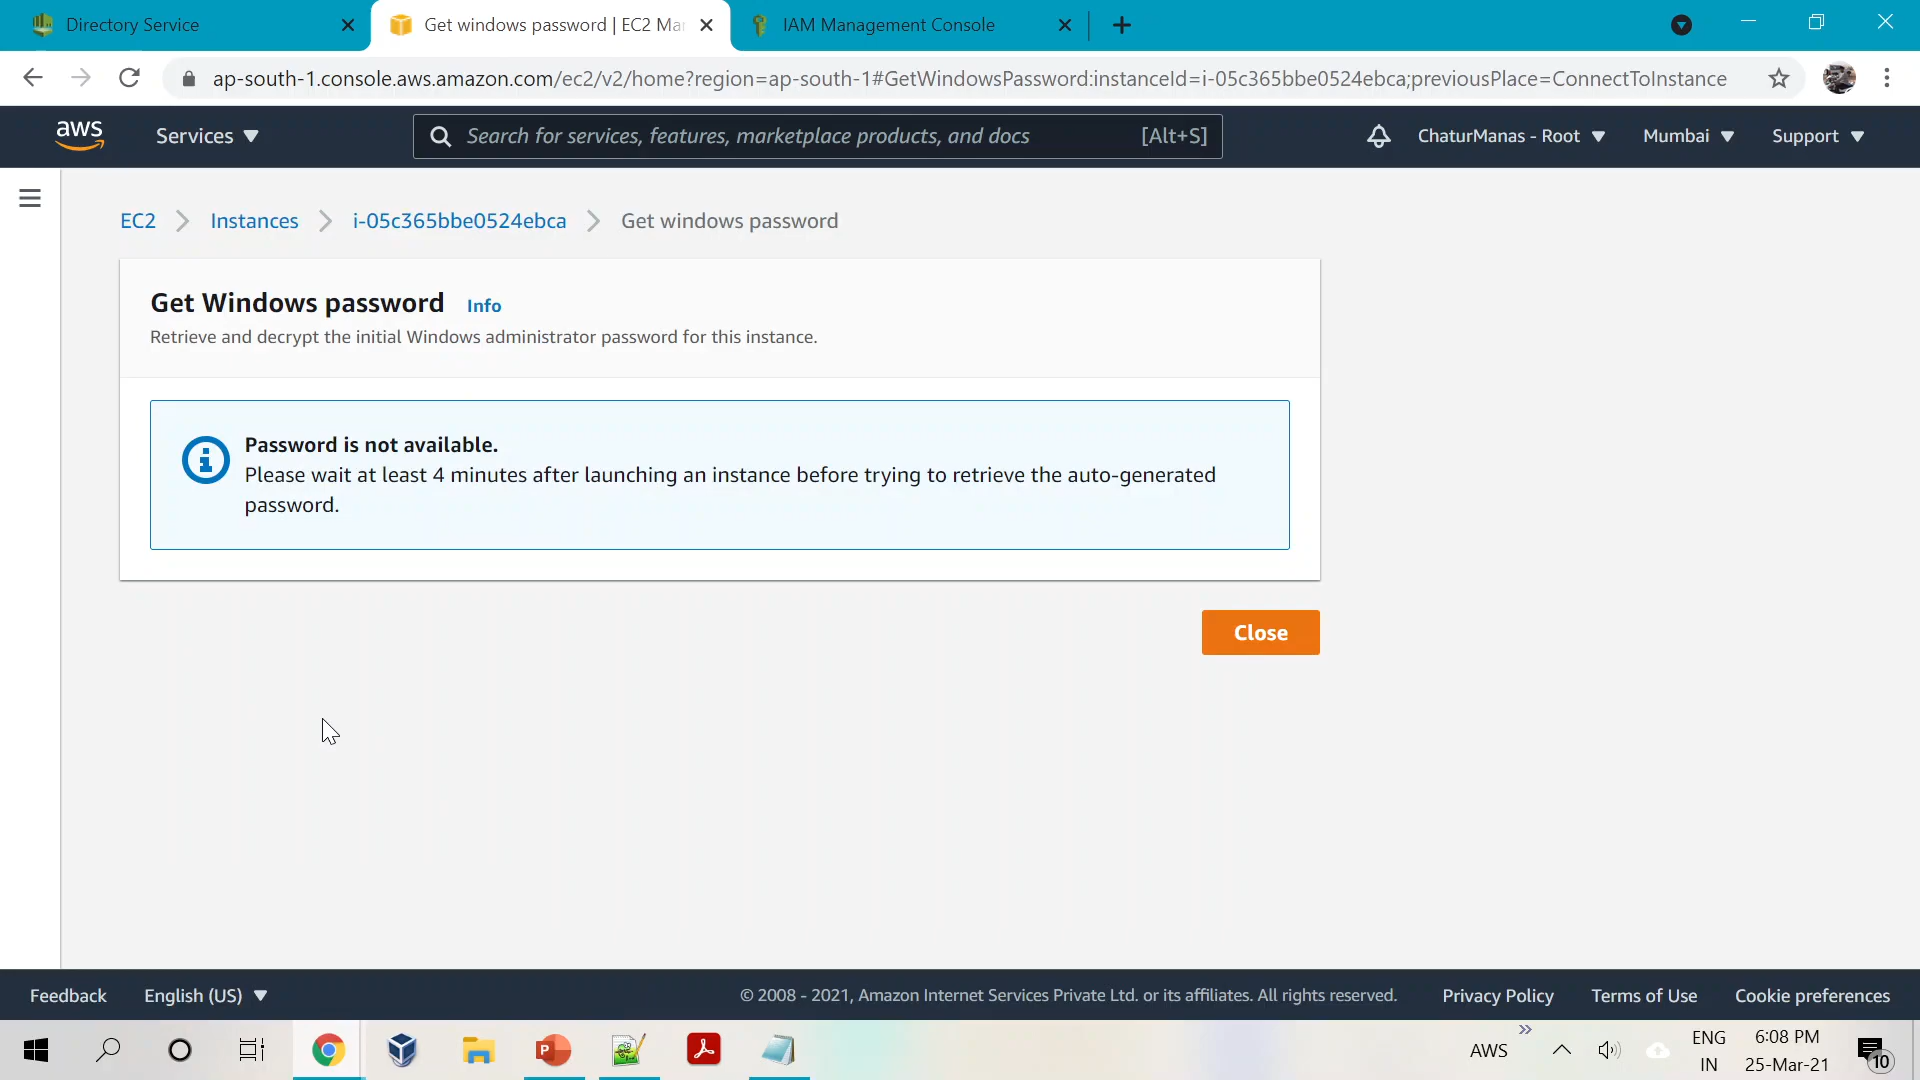 Directory Service
Get windows password | EC2 Ma
IAM Management Console
ap-south-1.console.aws.amazon.com/ec2/v2/home?region=ap-south-1#GetWindowsPassword:instanceId=i-05c365bbe0524ebca;previousPlace=ConnectToInstance
aws
Services
Search for services, features, marketplace products, and docs
[Alt+S]
ChaturManas - Root
Mumbai
Support
EC2
Instances
i-05c365bbe0524ebca
Get windows password
Get Windows password
Info
Retrieve and decrypt the initial Windows administrator password for this instance.
Password is not available.
Please wait at least 4 minutes after launching an instance before trying to retrieve the auto-generated
password.
Close
Feedback
English (US)
© 2008 - 2021, Amazon Internet Services Private Ltd. or its affiliates. All rights reserved.
Privacy Policy
Terms of Use
Cookie preferences
AWS
ENG
IN
6:08 PM
25-Mar-21
10